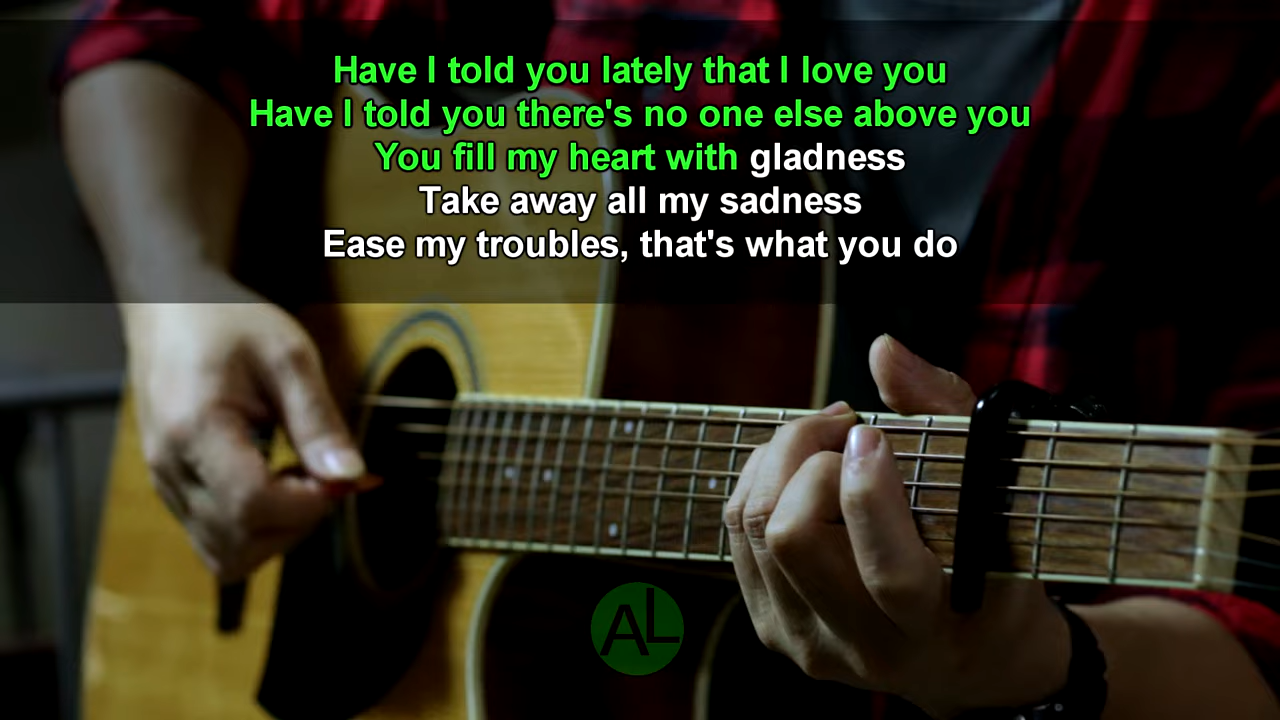 Have I told you lately that I love you
Have I told you there's no one else above you
You fill my heart with gladness
Take away all my sadness
Ease my troubles, that's what you do
AL